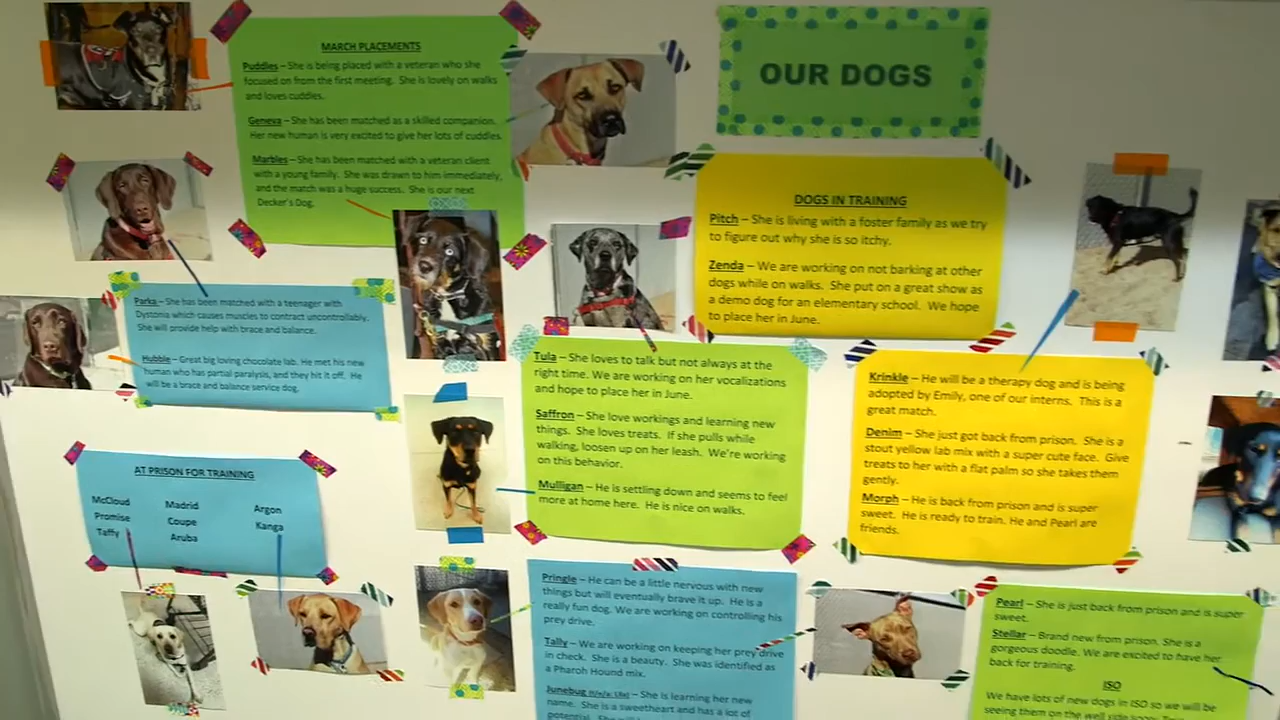 MARCH PLACEMENTS
Puddles – She is being placed with a veteran who she
focused on from the first meeting. She is lovely on walks
and loves cuddles.
Geneva – She has been matched as a skilled companion.
Her new human is very excited to give her lots of cuddles.
Marbles – She has been matched with a veteran client
with a young family. She was drawn to him immediately,
and the match was a huge success. She is our next
Decker's Dog.
OUR DOGS
DOGS IN TRAINING
Pitch – She is living with a foster family as we try
to figure out why she is so itchy.
Zenda – We are working on not barking at other
dogs while on walks. She put on a great show as
a demo dog for an elementary school. We hope
to place her in June.
Parka – She has been matched with a teenager with
Dystonia which causes muscles to contract uncontrollably.
She will provide help with brace and balance.
Hubble – Great big loving chocolate lab. He met his new
human who has partial paralysis, and they hit it off. He
will be a brace and balance service dog.
Tula – She loves to talk but not always at the
right time. We are working on her vocalizations
and hope to place her in June.
Saffron – She love workings and learning new
things. She loves treats. If she pulls while
walking, loosen up on her leash. We're working
on this behavior.
Mulligan – He is settling down and seems to feel
more at home here. He is nice on walks.
Krinkle – He will be a therapy dog and is being
adopted by Emily, one of our interns. This is a
great match.
Denim – She just got back from prison. She is a
stout yellow lab mix with a super cute face. Give
treats to her with a flat palm so she takes them
gently.
Morph – He is back from prison and is super
sweet. He is ready to train. He and Pearl are
friends.
AT PRISON FOR TRAINING
McCloud Madrid Argon
Promise Coupe Kanga
Taffy Aruba
Pringle – He can be a little nervous with new
things but will eventually brave it up. He is a
really fun dog. We are working on controlling his
prey drive.
Tally – We are working on keeping her prey drive
in check. She is a beauty. She was identified as
a Pharoh Hound mix.
Junebug – She is learning her new
name. She is a sweetheart and has a lot of
potential. She will
Pearl – She is just back from prison and is super
sweet.
Stellar – Brand new from prison. She is a
gorgeous doodle. We are excited to have her
back for training.
ISO
We have lots of new dogs in ISO so we will be
seeing them on the